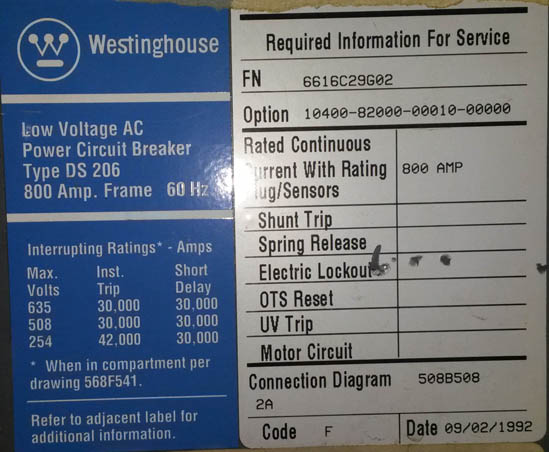 W
Westinghouse
Low Voltage AC
Power Circuit Breaker
Type DS 206
800 Amp. Frame 60 Hz
Interrupting Ratings* - Amps
Max. Inst. Short
Volts Trip Delay
635 30,000 30,000
508 30,000 30,000
254 42,000 30,000
* When in compartment per
drawing 568F541.
Refer to adjacent label for
additional information.
Required Information For Service
FN 6616C29G02
Option 10400-82000-00010-00000
Rated Continuous
Current With Rating 800 AMP
Plug/Sensors
Shunt Trip
Spring Release
Electric Lockout
OTS Reset
UV Trip
Motor Circuit
Connection Diagram 508B508
2A
Code F Date 09/02/1992